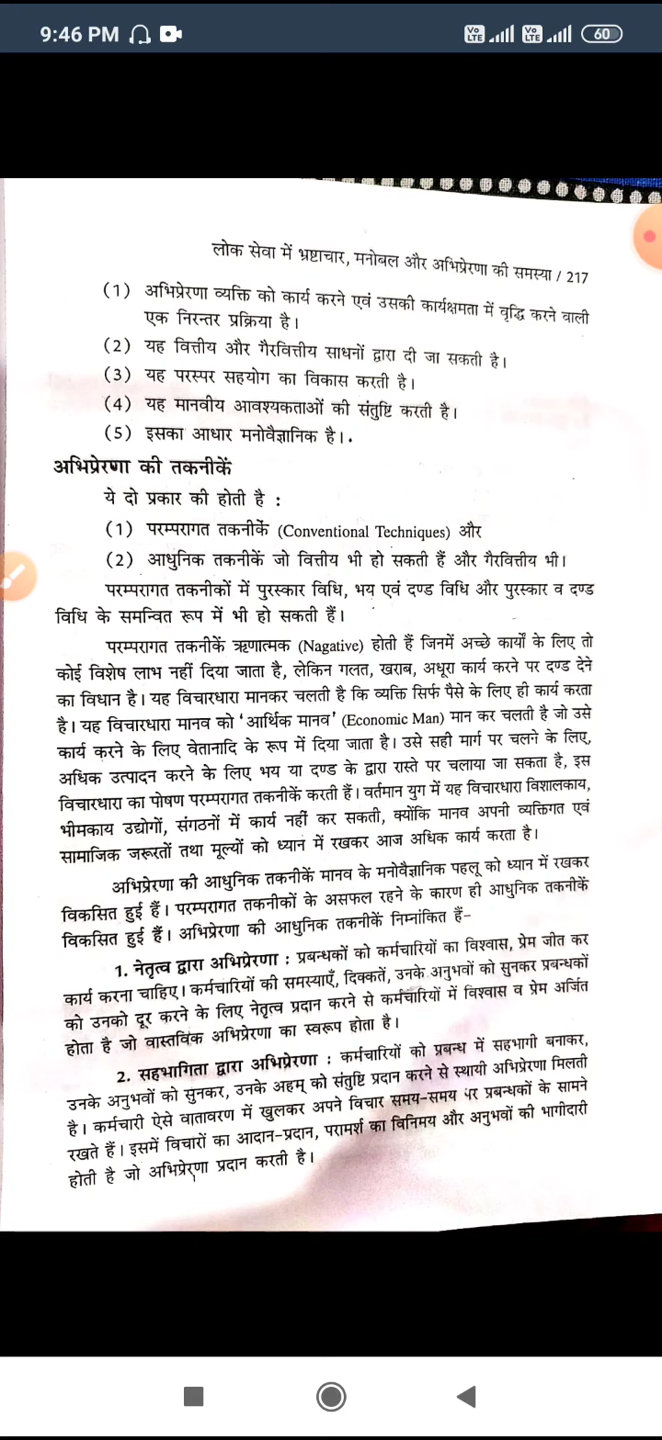 9:46 PM
Vo LTE
Vo LTE
60
लोक सेवा में भ्रष्टाचार, मनोबल और अभिप्रेरणा की समस्या / 217
(1) अभिप्रेरणा व्यक्ति को कार्य करने एवं उसकी कार्यक्षमता में वृद्धि करने वाली
एक निरन्तर प्रक्रिया है।
(2) यह वित्तीय और गैरवित्तीय साधनों द्वारा दी जा सकती है।
(3) यह परस्पर सहयोग का विकास करती है।
(4) यह मानवीय आवश्यकताओं की संतुष्टि करती है।
(5) इसका आधार मनोवैज्ञानिक है।
अभिप्रेरणा की तकनीकें
ये दो प्रकार की होती है :
(1) परम्परागत तकनीकें (Conventional Techniques) और
(2) आधुनिक तकनीकें जो वित्तीय भी हो सकती हैं और गैरवित्तीय भी।
परम्परागत तकनीकों में पुरस्कार विधि, भय एवं दण्ड विधि और पुरस्कार व दण्ड
विधि के समन्वित रूप में भी हो सकती हैं।
परम्परागत तकनीकें ऋणात्मक (Nagative) होती हैं जिनमें अच्छे कार्यों के लिए तो
कोई विशेष लाभ नहीं दिया जाता है, लेकिन गलत, खराब, अधूरा कार्य करने पर दण्ड देने
का विधान है। यह विचारधारा मानकर चलती है कि व्यक्ति सिर्फ पैसे के लिए ही कार्य करता
है। यह विचारधारा मानव को 'आर्थिक मानव' (Economic Man) मान कर चलती है जो उसे
कार्य करने के लिए वेतानादि के रूप में दिया जाता है। उसे सही मार्ग पर चलने के लिए,
अधिक उत्पादन करने के लिए भय या दण्ड के द्वारा रास्ते पर चलाया जा सकता है, इस
विचारधारा का पोषण परम्परागत तकनीकें करती हैं। वर्तमान युग में यह विचारधारा विशालकाय,
भीमकाय उद्योगों, संगठनों में कार्य नहीं कर सकती, क्योंकि मानव अपनी व्यक्तिगत एवं
सामाजिक जरूरतों तथा मूल्यों को ध्यान में रखकर आज अधिक कार्य करता है।
अभिप्रेरणा की आधुनिक तकनीकें मानव के मनोवैज्ञानिक पहलू को ध्यान में रखकर
विकसित हुई हैं। परम्परागत तकनीकों के असफल रहने के कारण ही आधुनिक तकनीकें
विकसित हुई हैं। अभिप्रेरणा की आधुनिक तकनीकें निम्नांकित हैं-
1. नेतृत्व द्वारा अभिप्रेरणा : प्रबन्धकों को कर्मचारियों का विश्वास, प्रेम जीत कर
कार्य करना चाहिए। कर्मचारियों की समस्याएँ, दिक्कतें, उनके अनुभवों को सुनकर प्रबन्धकों
को उनको दूर करने के लिए नेतृत्व प्रदान करने से कर्मचारियों में विश्वास व प्रेम अर्जित
होता है जो वास्तविक अभिप्रेरणा का स्वरूप होता है।
2. सहभागिता द्वारा अभिप्रेरणा : कर्मचारियों को प्रबन्ध में सहभागी बनाकर,
उनके अनुभवों को सुनकर, उनके अहम् को संतुष्टि प्रदान करने से स्थायी अभिप्रेरणा मिलती
है। कर्मचारी ऐसे वातावरण में खुलकर अपने विचार समय-समय पर प्रबन्धकों के सामने
रखते हैं। इसमें विचारों का आदान-प्रदान, परामर्श का विनिमय और अनुभवों की भागीदारी
होती है जो अभिप्रेरणा प्रदान करती है।